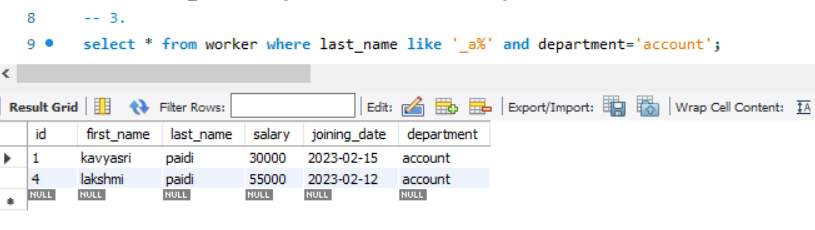 8 -- 3.
9 select * from worker where last_name like '_a%' and department='account';
Result Grid Filter Rows: Edit: Export/Import: Wrap Cell Content:
id first_name last_name salary joining_date department
1 kavyasri paidi 30000 2023-02-15 account
4 lakshmi paidi 55000 2023-02-12 account
NULL NULL NULL NULL NULL NULL